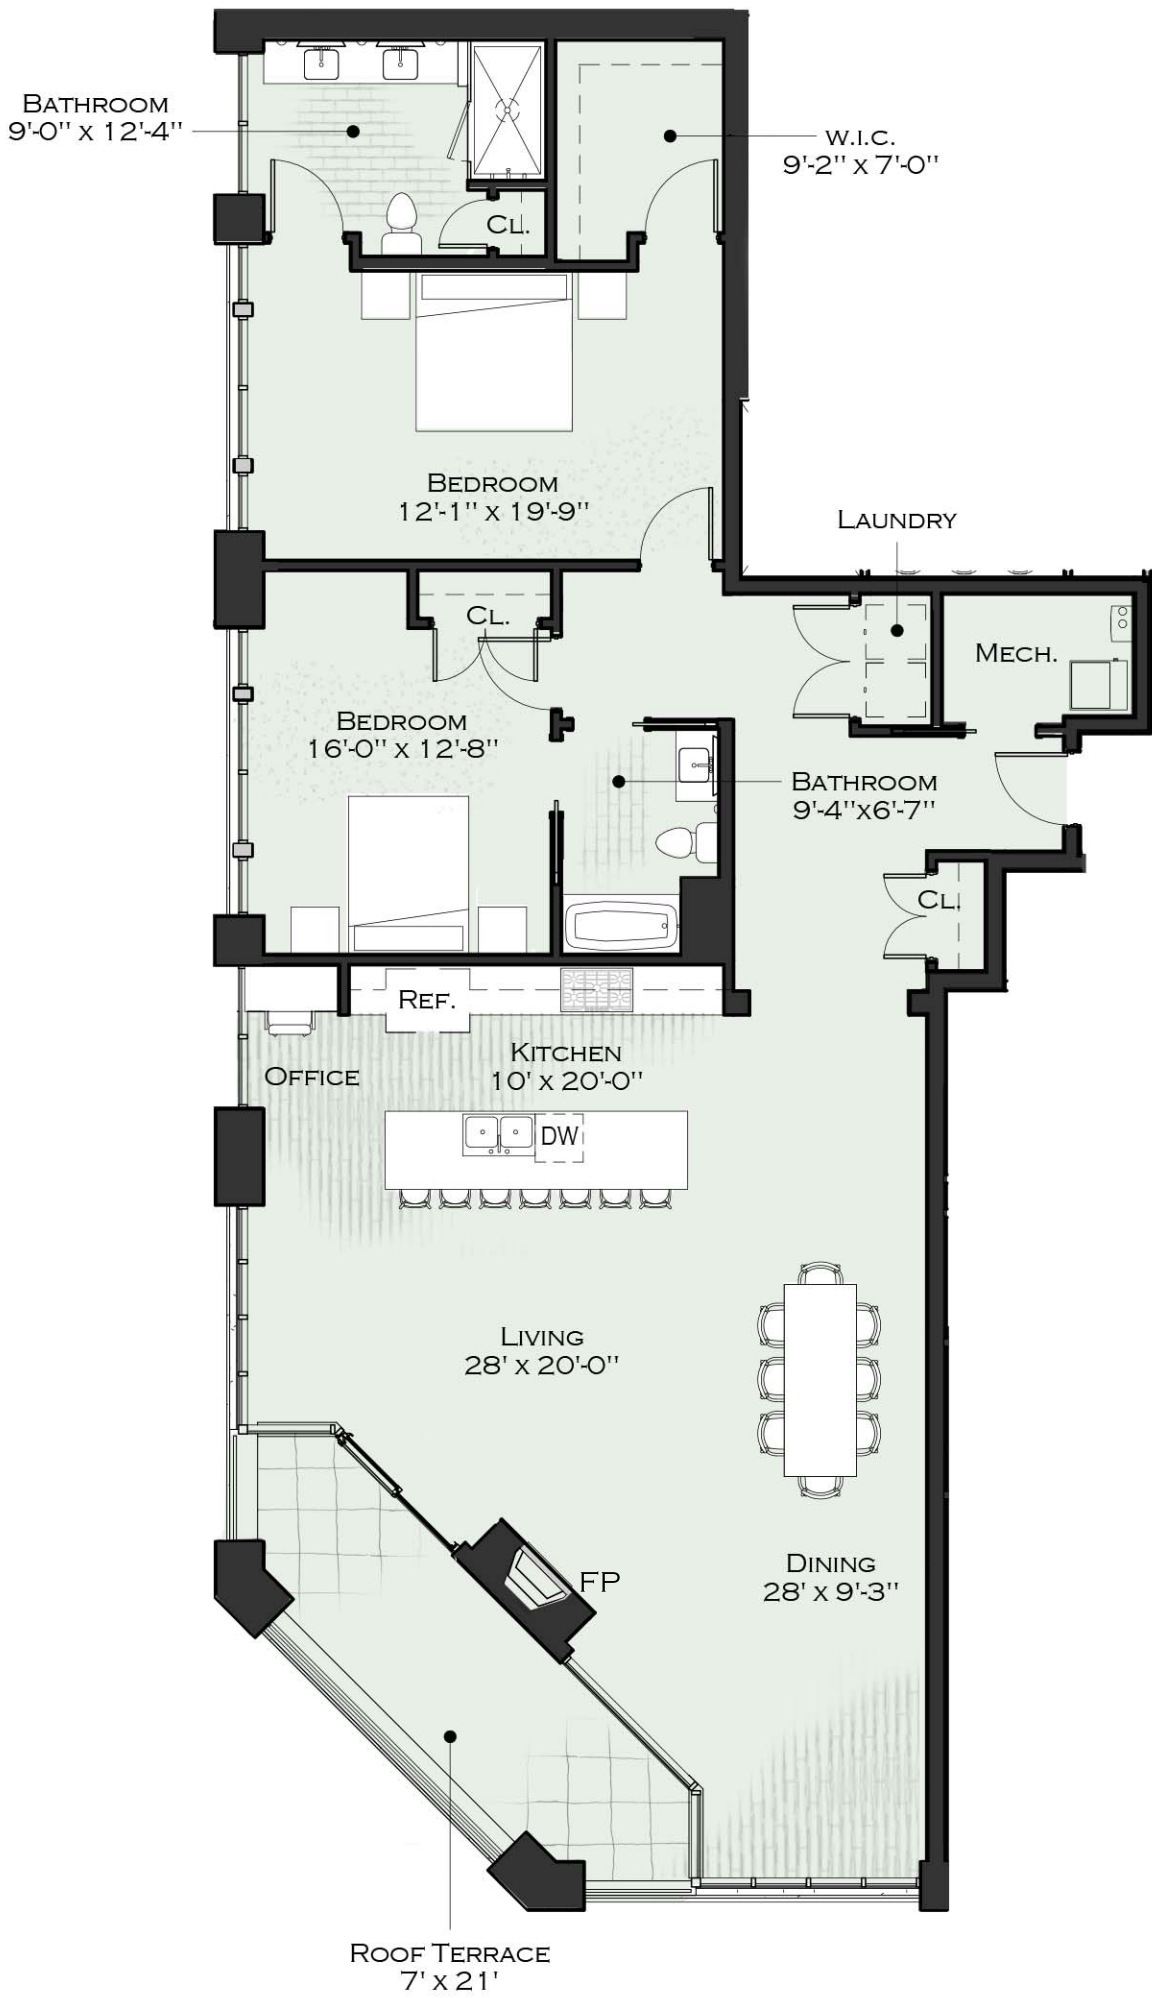 BATHROOM
9'-0" X 12'-4"
W.I.C.
9'-2" X 7'-0"
CL.
BEDROOM
12'-1" X 19'-9"
LAUNDRY
CL.
MECH.
BEDROOM
16'-0" X 12'-8"
BATHROOM
9'-4"X6'-7"
CL.
REF.
KITCHEN
10' X 20'-0"
OFFICE
DW
LIVING
28' X 20'-0"
DINING
28' X 9'-3"
FP
ROOF TERRACE
7' X 21'